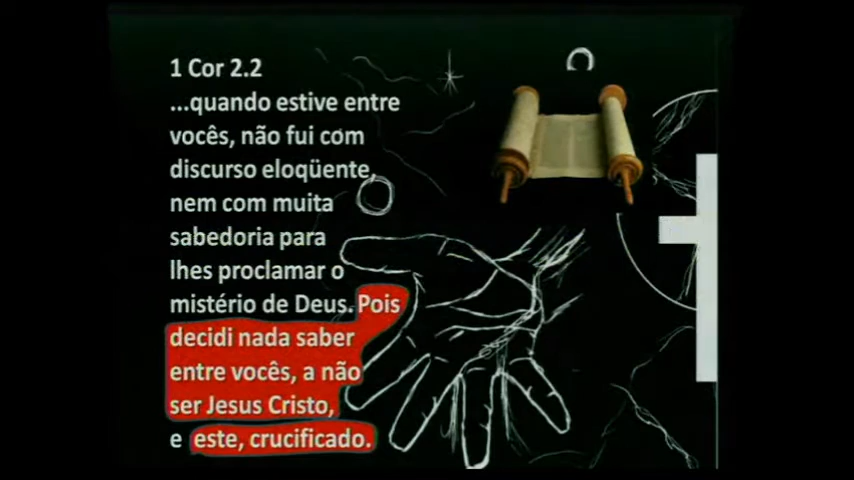 1 Cor 2.2
...quando estive entre
vocês, não fui com
discurso eloqüente,
nem com muita
sabedoria para
lhes proclamar o
mistério de Deus. Pois
decidi nada saber
entre vocês, a não
ser Jesus Cristo,
e este, crucificado.